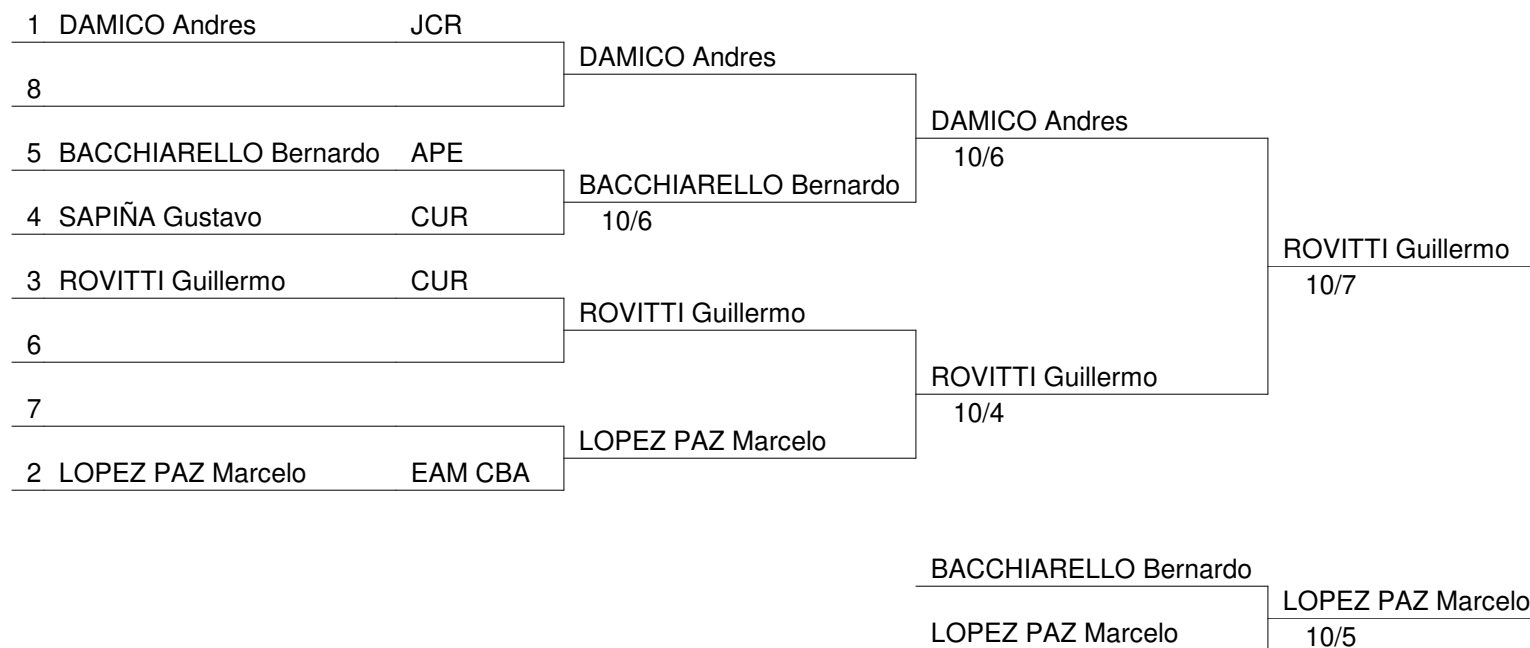 1 DAMICO Andres JCR
DAMICO Andres
8
DAMICO Andres
10/6
5 BACCHIARELLO Bernardo APE
BACCHIARELLO Bernardo
10/6
4 SAPIÑA Gustavo CUR
ROVITTI Guillermo
10/7
3 ROVITTI Guillermo CUR
ROVITTI Guillermo
6
ROVITTI Guillermo
10/4
7
LOPEZ PAZ Marcelo
2 LOPEZ PAZ Marcelo EAM CBA
BACCHIARELLO Bernardo
LOPEZ PAZ Marcelo
10/5
LOPEZ PAZ Marcelo